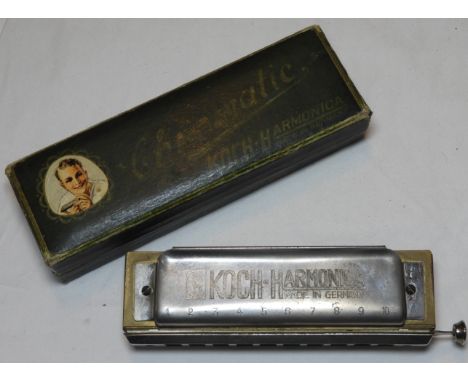 Chromatic
KOCH-HARMONICA
KOCH-HARMONICA
MADE IN GERMANY
1 2 3 4 5 6 7 8 9 10